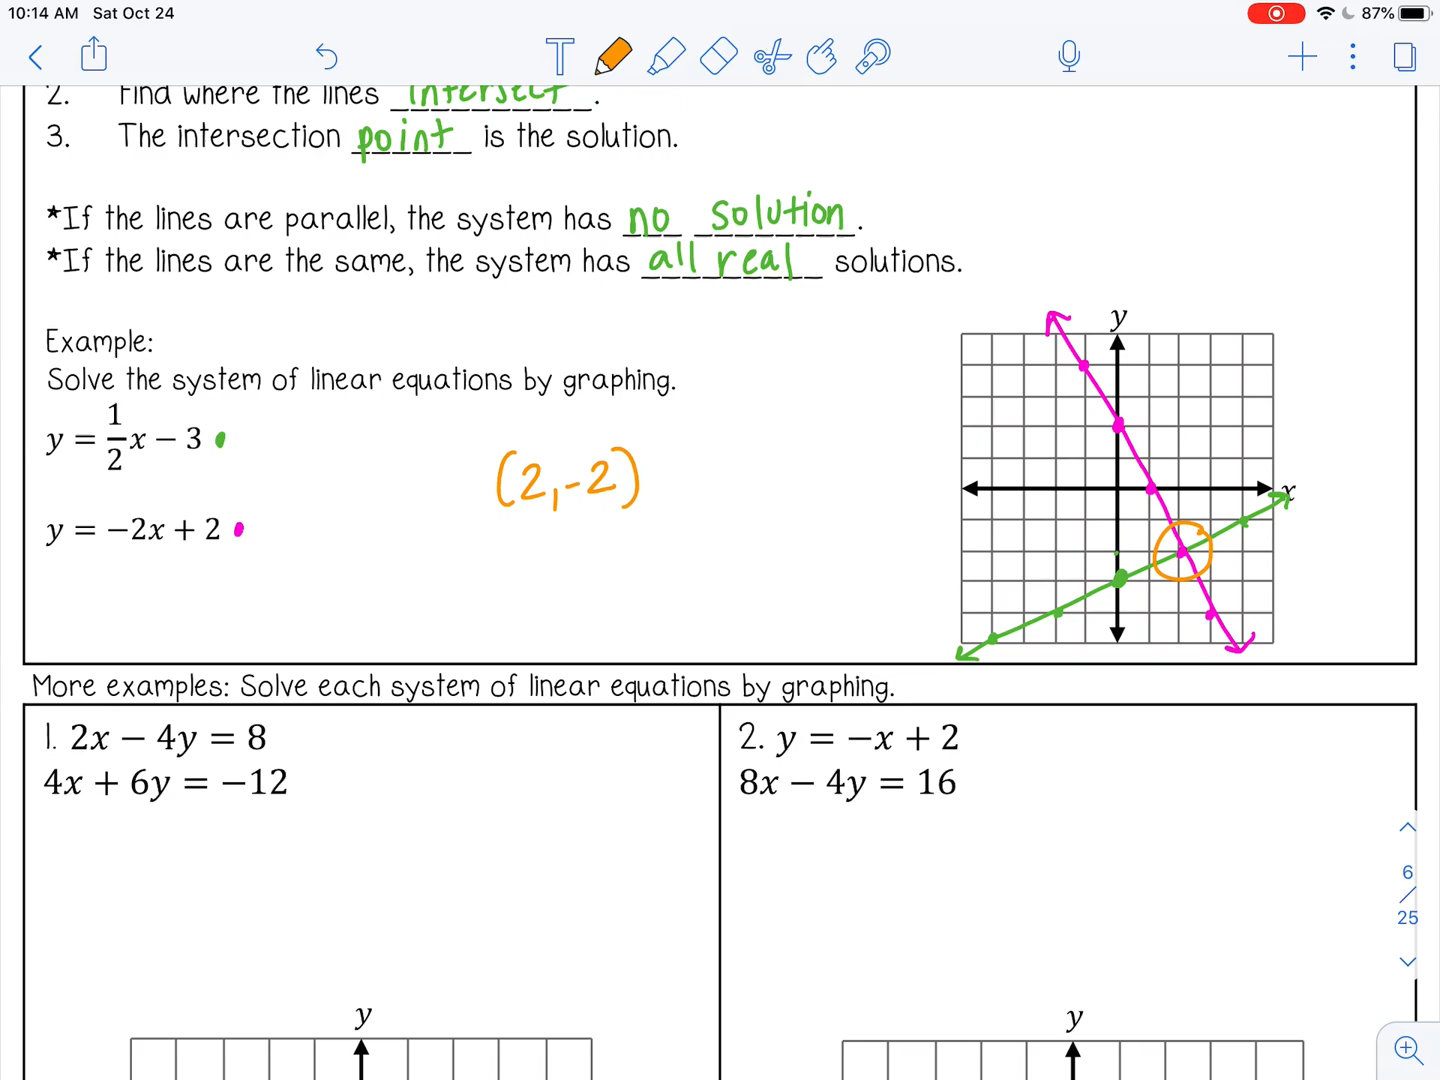 10:14 AM Sat Oct 24
87%
T
2. Find where the lines intersect.
3. The intersection point is the solution.
*If the lines are parallel, the system has no solution.
*If the lines are the same, the system has all real solutions.
Example:
Solve the system of linear equations by graphing.
y = 1/2 x − 3
y = −2x + 2
(2,-2)
y
x
More examples: Solve each system of linear equations by graphing.
1. 2x − 4y = 8
4x + 6y = −12
y
2. y = −x + 2
8x − 4y = 16
y
6
/
25